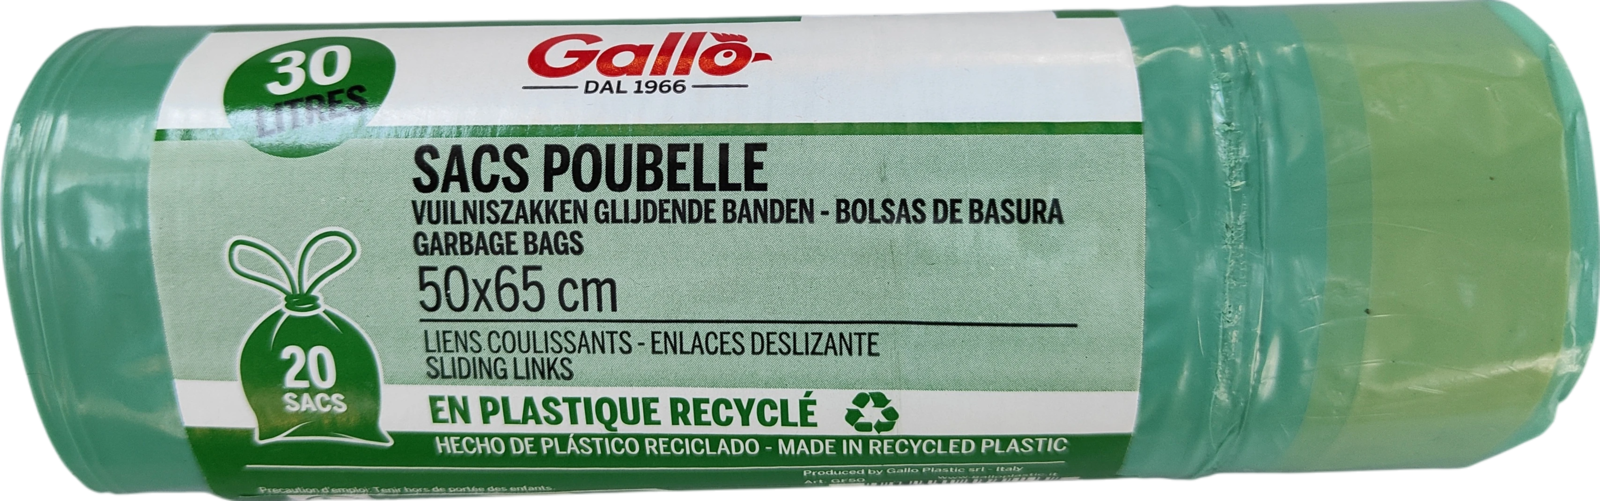 30
LITRES
Gallo
DAL 1966
SACS POUBELLE
VUILNISZAKKEN GLIJDENDE BANDEN - BOLSAS DE BASURA
GARBAGE BAGS
50x65 cm
LIENS COULISSANTS - ENLACES DESLIZANTE
SLIDING LINKS
20
SACS
EN PLASTIQUE RECYCLÉ
HECHO DE PLÁSTICO RECICLADO - MADE IN RECYCLED PLASTIC
Produced by Gallo Plastic srl - Italy
Precaution d'emploi: Tenir hors de portée des enfants.